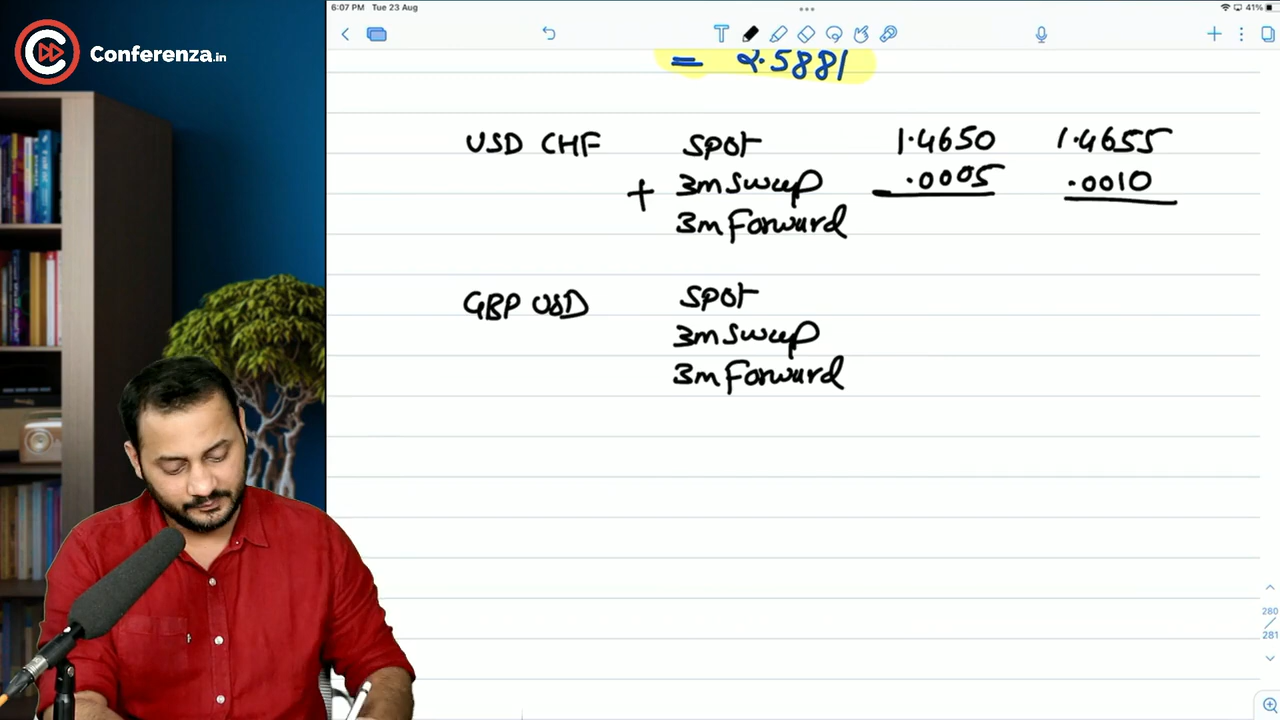 6:07 PM Tue 23 Aug
41%
Conferenza.in
= 2.5881
USD CHF spot 1.4650 1.4655
+ 3m Swap .0005 .0010
3m Forward
GBP USD spot
3m Swap
3m Forward
280
281